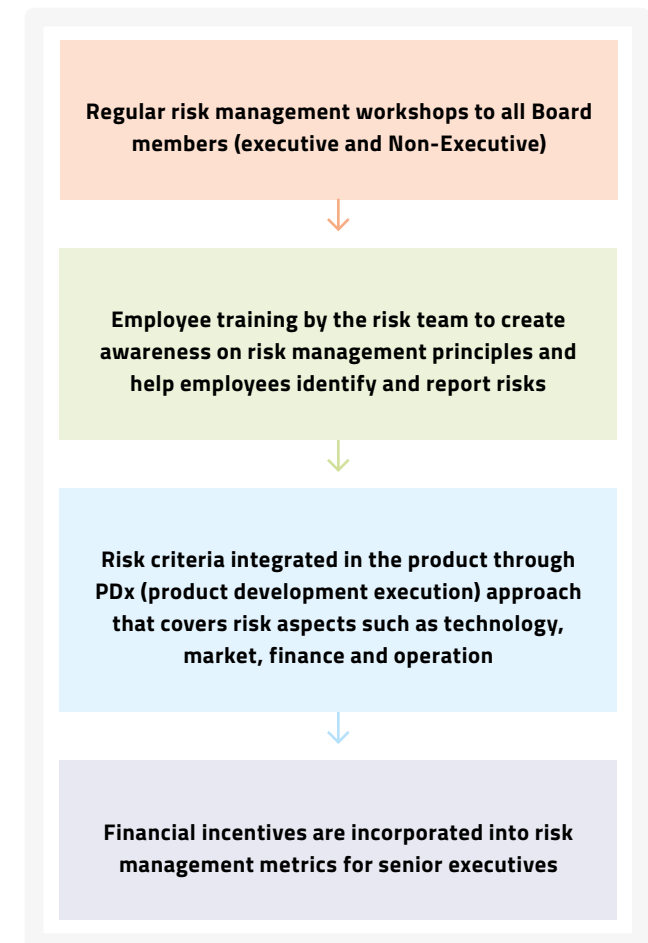 Regular risk management workshops to all Board
members (executive and Non-Executive)
Employee training by the risk team to create
awareness on risk management principles and
help employees identify and report risks
Risk criteria integrated in the product through
PDx (product development execution) approach
that covers risk aspects such as technology,
market, finance and operation
Financial incentives are incorporated into risk
management metrics for senior executives